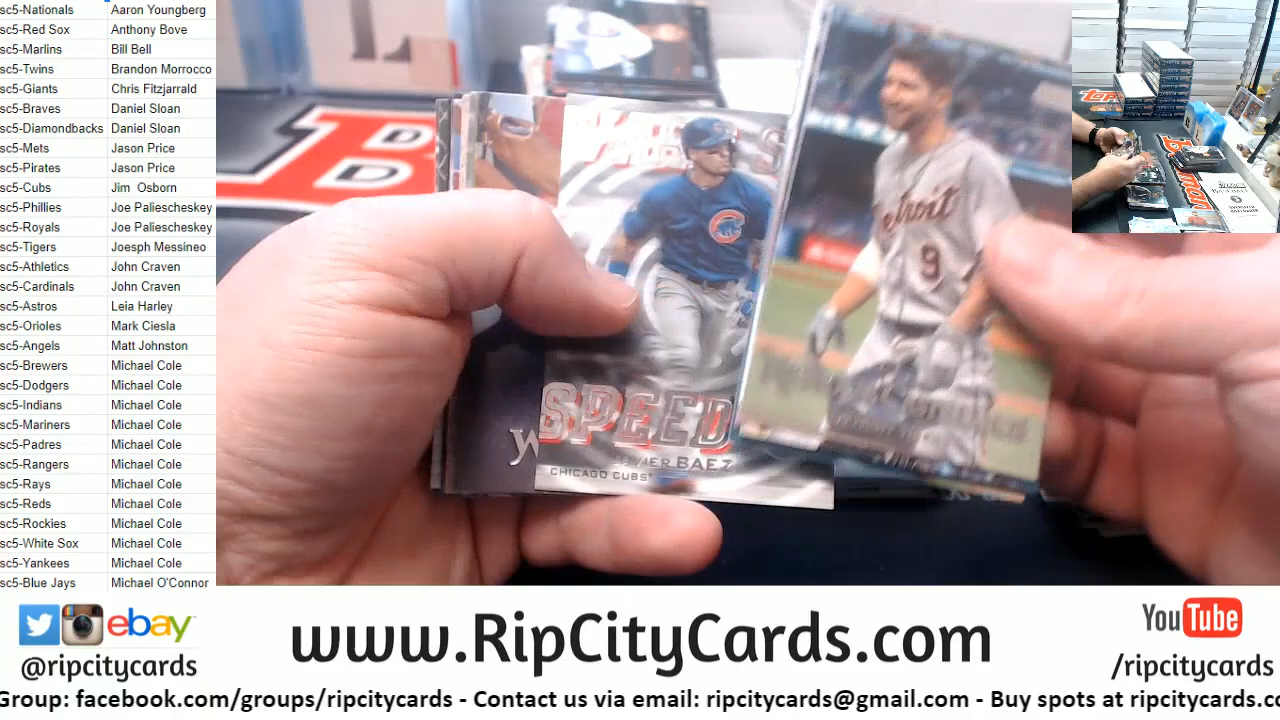 sc5-Nationals Aaron Youngberg
sc5-Red Sox Anthony Bove
sc5-Marlins Bill Bell
sc5-Twins Brandon Morrocco
sc5-Giants Chris Fitzjarrald
sc5-Braves Daniel Sloan
sc5-Diamondbacks Daniel Sloan
sc5-Mets Jason Price
sc5-Pirates Jason Price
sc5-Cubs Jim Osborn
sc5-Phillies Joe Paliescheskey
sc5-Royals Joe Paliescheskey
sc5-Tigers Joesph Messineo
sc5-Athletics John Craven
sc5-Cardinals John Craven
sc5-Astros Leia Harley
sc5-Orioles Mark Ciesla
sc5-Angels Matt Johnston
sc5-Brewers Michael Cole
sc5-Dodgers Michael Cole
sc5-Indians Michael Cole
sc5-Mariners Michael Cole
sc5-Padres Michael Cole
sc5-Rangers Michael Cole
sc5-Rays Michael Cole
sc5-Reds Michael Cole
sc5-Rockies Michael Cole
sc5-White Sox Michael Cole
sc5-Yankees Michael Cole
sc5-Blue Jays Michael O'Connor
Detroit
9
SPEED
BAEZ
CHICAGO CUBS
ebay
@ripcitycards
www.RipCityCards.com
YouTube
/ripcitycards
Group: facebook.com/groups/ripcitycards - Contact us via email: ripcitycards@gmail.com - Buy spots at ripcitycards.co